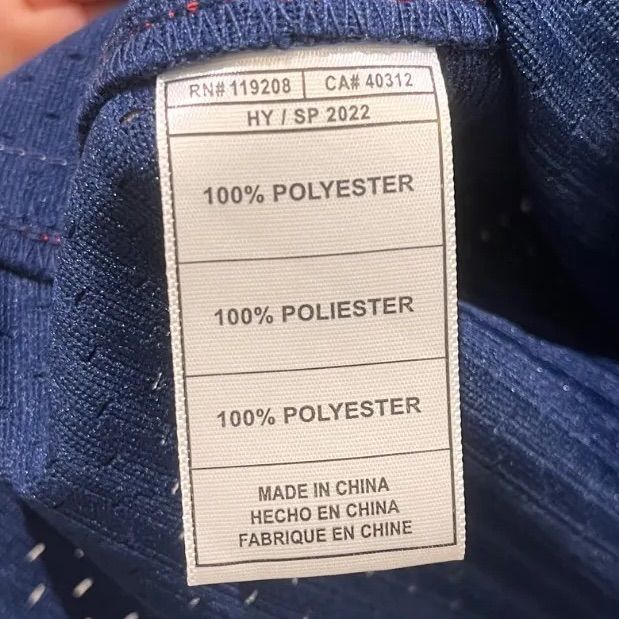 RN# 119208 CA# 40312
HY / SP 2022
100% POLYESTER
100% POLIESTER
100% POLYESTER
MADE IN CHINA
HECHO EN CHINA
FABRIQUE EN CHINE